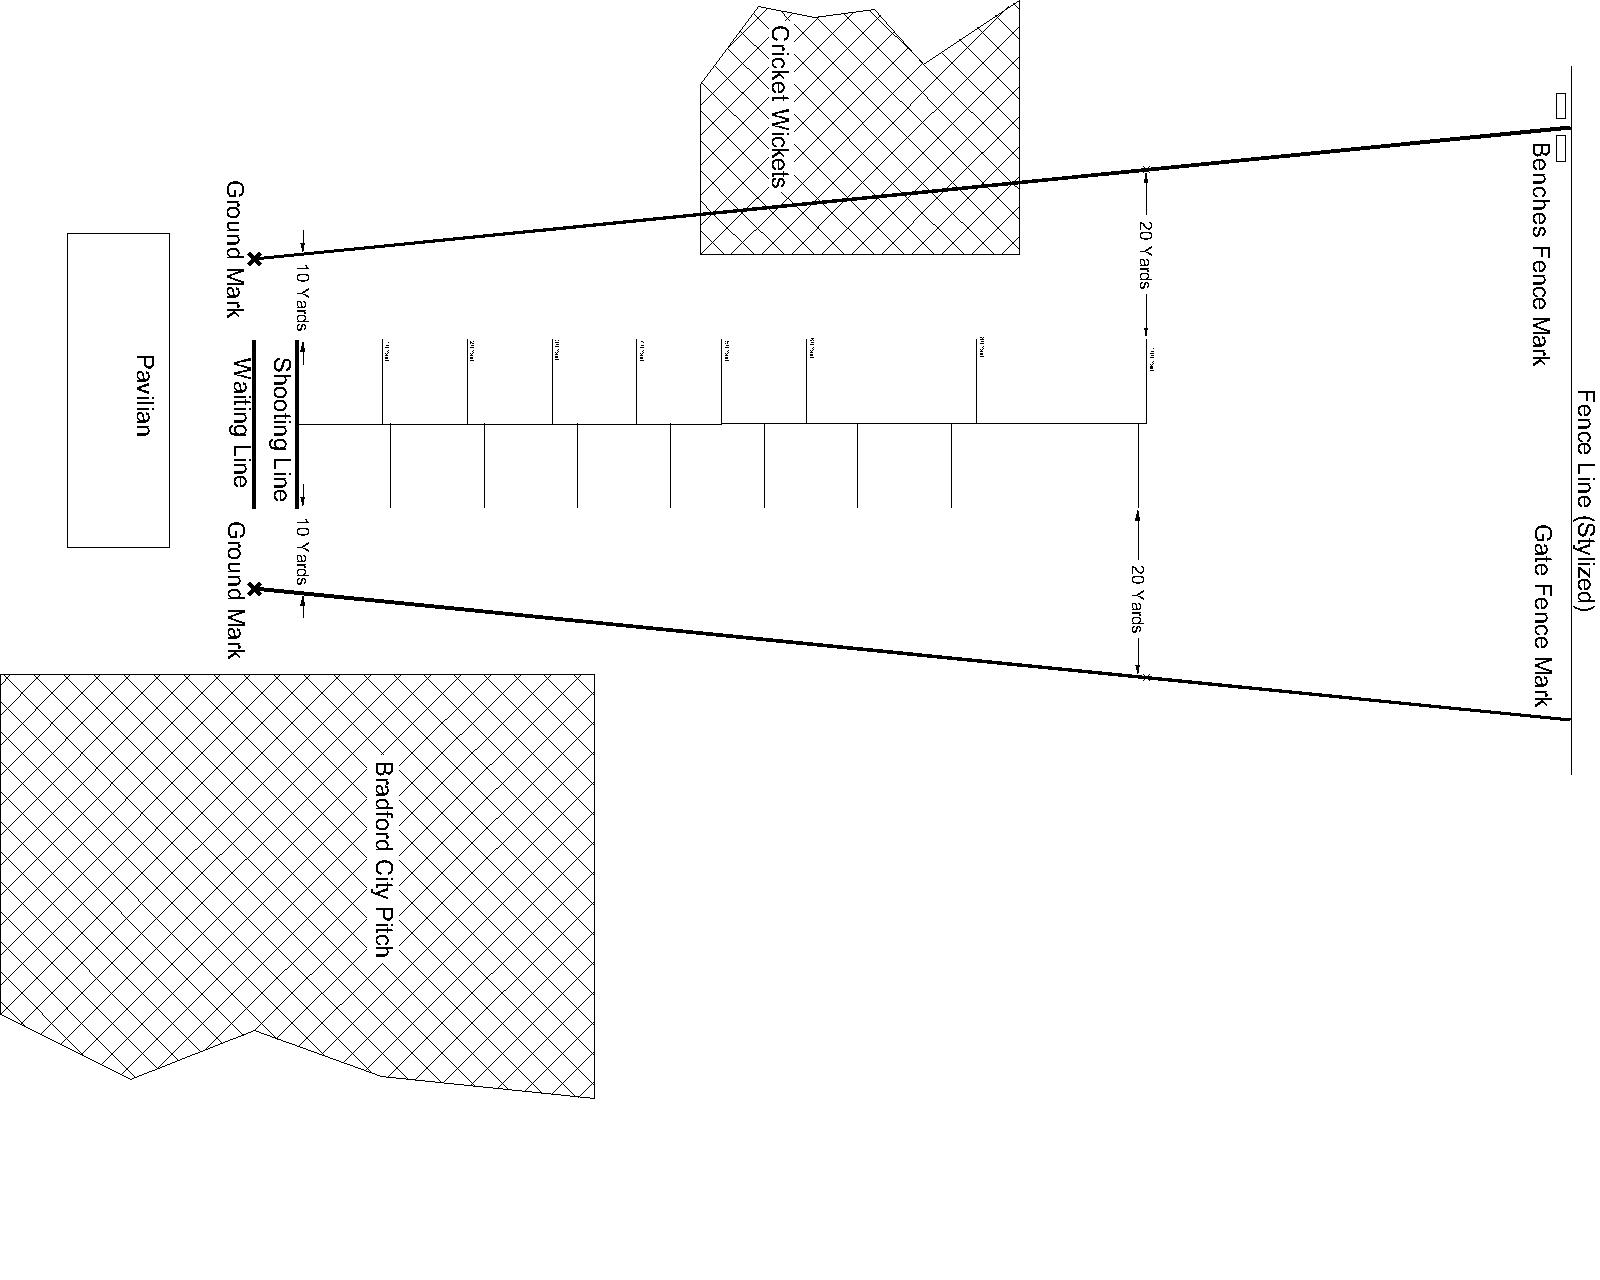 Fence Line (Stylized)
Benches Fence Mark
Gate Fence Mark
20 Yards
20 Yards
Cricket Wickets
Bradford City Pitch
10 Yards
10 Yards
Shooting Line
Waiting Line
Ground Mark
Ground Mark
Pavilian